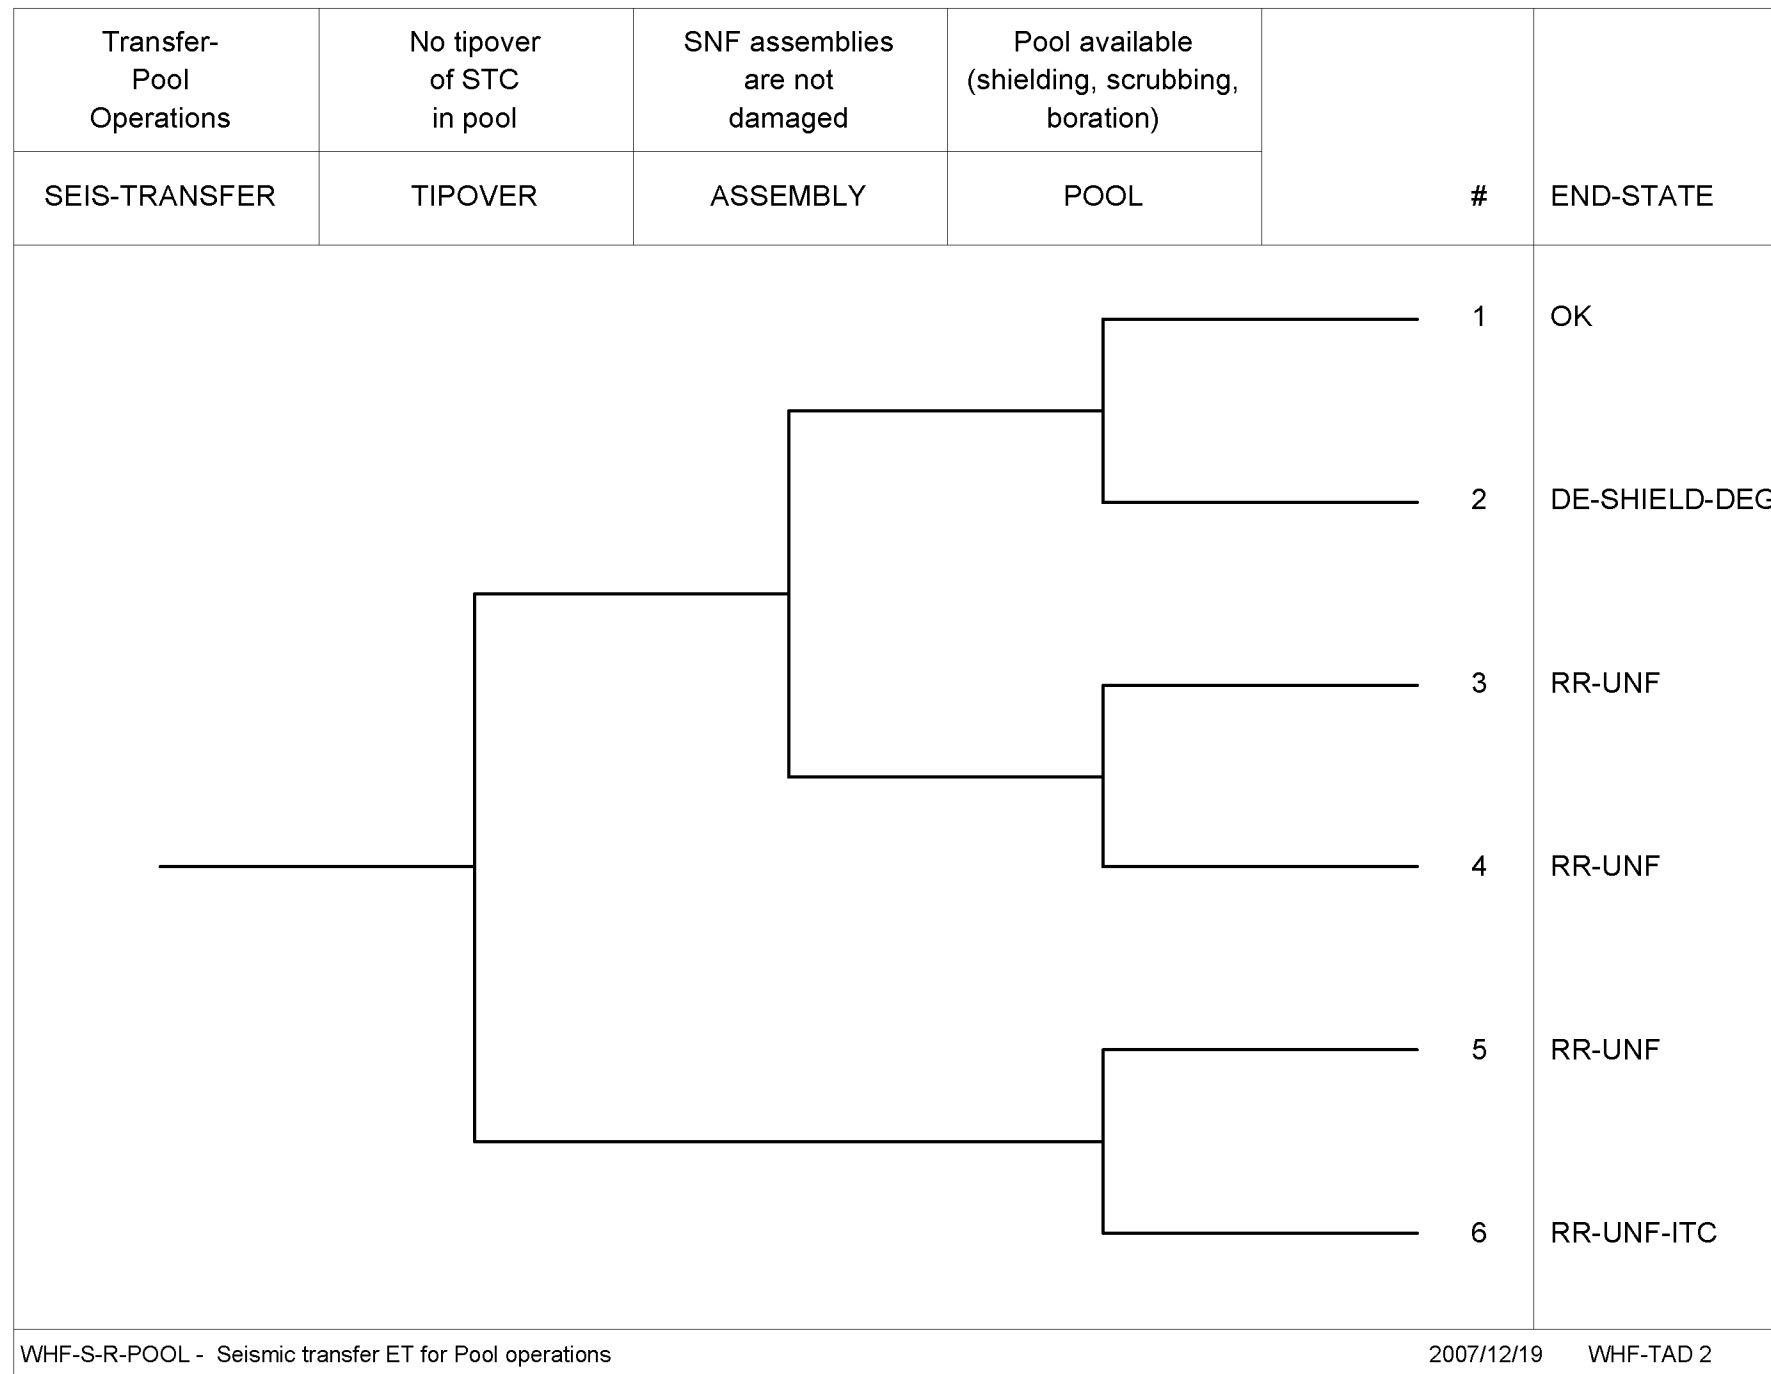 Transfer-
Pool
Operations
No tipover
of STC
in pool
SNF assemblies
are not
damaged
Pool available
(shielding, scrubbing,
boration)
SEIS-TRANSFER
TIPOVER
ASSEMBLY
POOL
#
END-STATE
1 OK
2 DE-SHIELD-DEG
3 RR-UNF
4 RR-UNF
5 RR-UNF
6 RR-UNF-ITC
WHF-S-R-POOL - Seismic transfer ET for Pool operations
2007/12/19 WHF-TAD 2